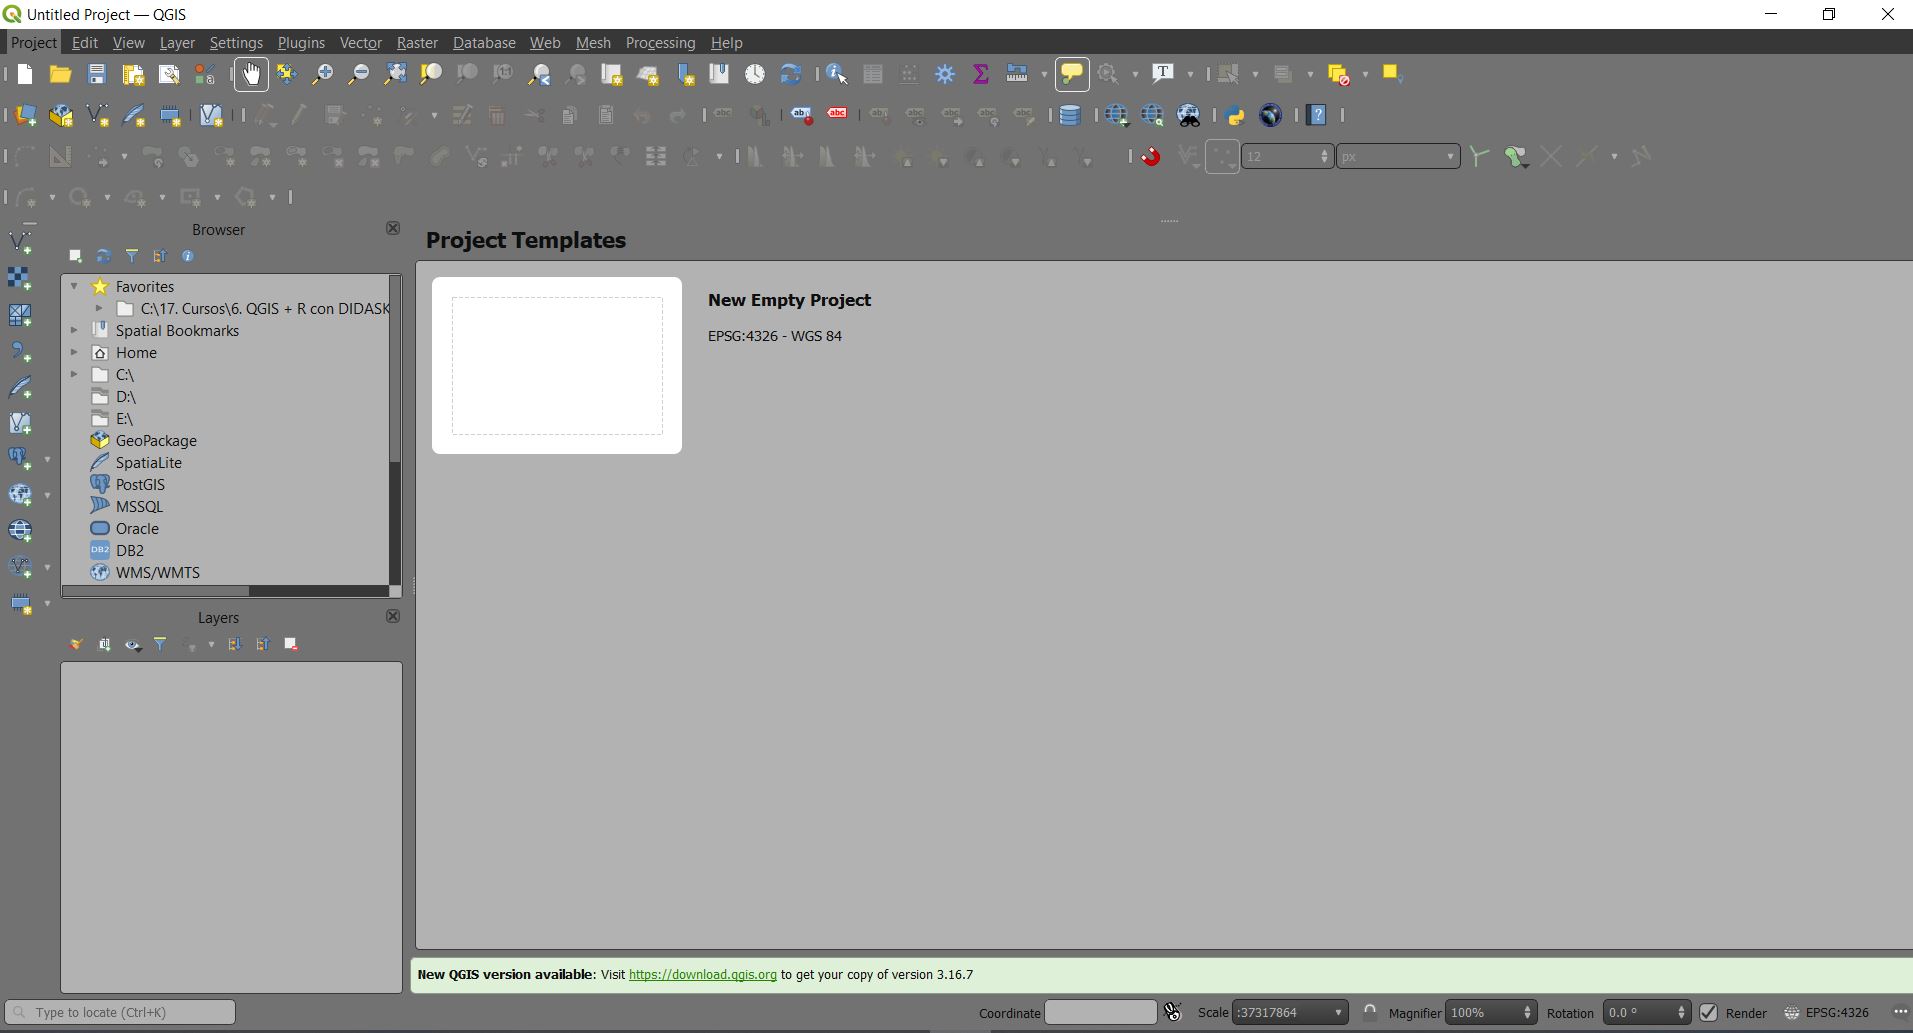 Untitled Project — QGIS
Project Edit View Layer Settings Plugins Vector Raster Database Web Mesh Processing Help
12 px
Browser
Project Templates
Favorites
C:\17. Cursos\6. QGIS + R con DIDASK
Spatial Bookmarks
Home
C:\
D:\
E:\
GeoPackage
SpatiaLite
PostGIS
MSSQL
Oracle
DB2 DB2
WMS/WMTS
New Empty Project
EPSG:4326 - WGS 84
Layers
New QGIS version available: Visit https://download.qgis.org to get your copy of version 3.16.7
Type to locate (Ctrl+K) Coordinate Scale :37317864 Magnifier 100% Rotation 0.0 ° Render EPSG:4326